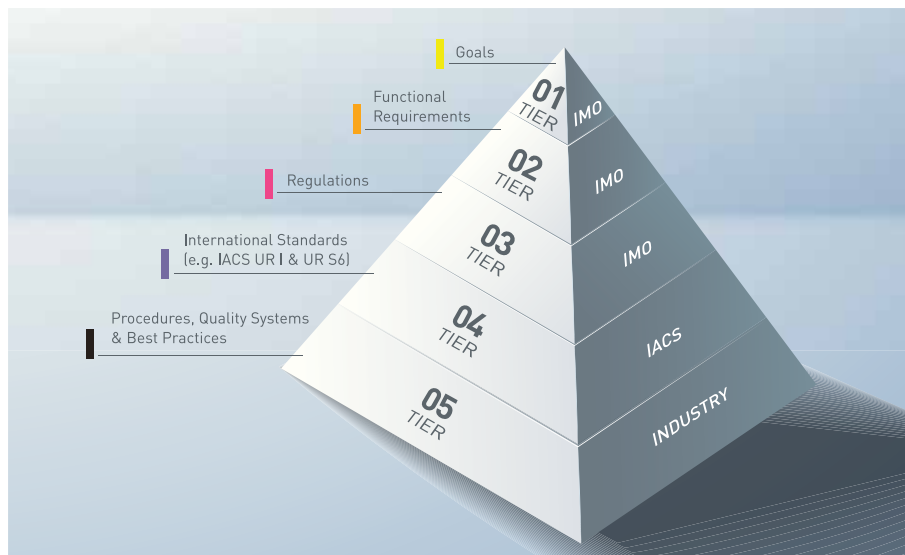 Goals
01
TIER
IMO
Functional
Requirements
02
TIER
IMO
Regulations
03
TIER
IMO
International Standards
(e.g. IACS UR I & UR S6)
04
TIER
IACS
Procedures, Quality Systems
& Best Practices
05
TIER
INDUSTRY